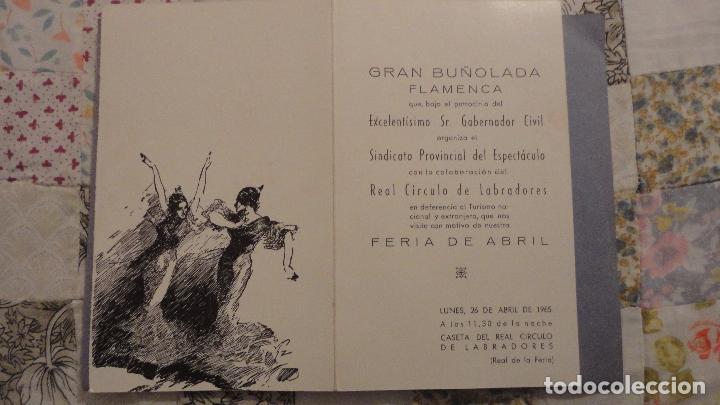 GRAN BUÑOLADA
FLAMENCA
que, bajo el patrocinio del
Excelentísimo Sr. Gobernador Civil
organiza el
Sindicato Provincial del Espectáculo
con la colaboración del
Real Círculo de Labradores
en deferencia al Turismo na-
cional y extranjero, que nos
visita con motivo de nuestra
FERIA DE ABRIL
LUNES, 26 DE ABRIL DE 1965
A las 11,30 de la noche
CASETA DEL REAL CIRCULO
DE LABRADORES
(Real de la Feria)
todocoleccion